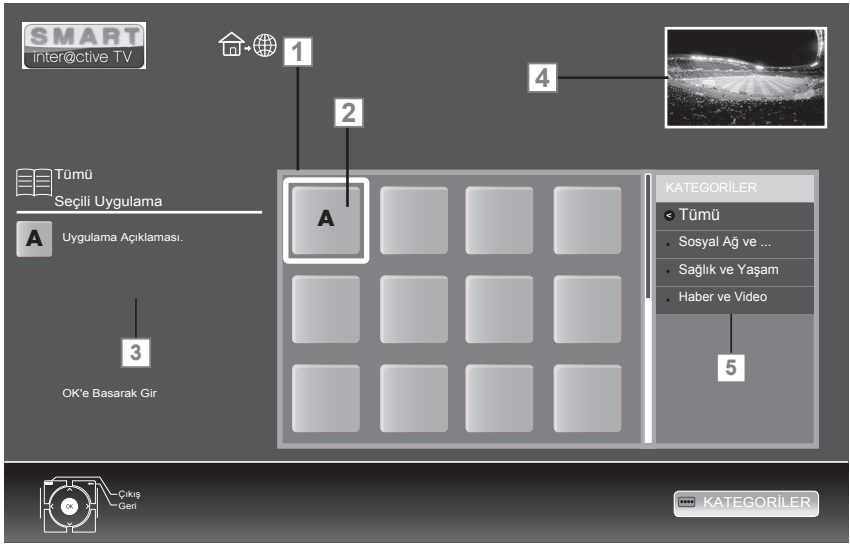 SMART
inter@ctive TV
1
2
4
Tümü
Seçili Uygulama
A
Uygulama Açıklaması.
3
OK'e Basarak Gir
A
KATEGORİLER
Tümü
Sosyal Ağ ve ...
Sağlık ve Yaşam
Haber ve Video
5
OK
Çıkış
Geri
KATEGORİLER